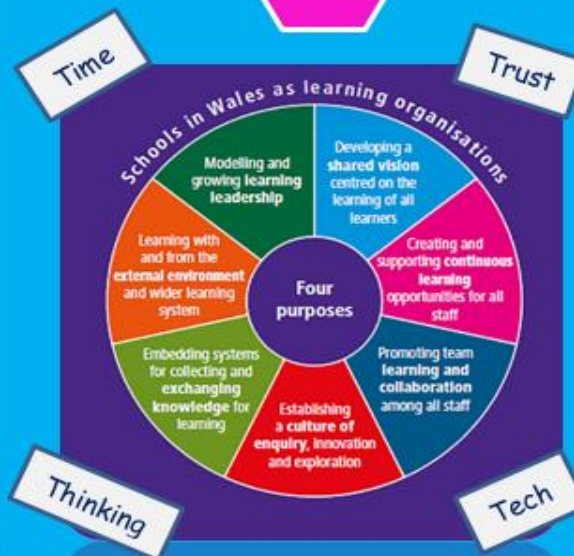 Time
Trust
Schools in Wales as learning organisations
Developing a
shared vision
centred on the
learning of all
learners
Creating and
supporting continuous
learning
opportunities for all
staff
Promoting team
learning and
collaboration
among all staff
Establishing
a culture of
enquiry, innovation
and exploration
Embedding systems
for collecting and
exchanging
knowledge for
learning
Learning with
and from the
external environment
and wider learning
system
Modelling and
growing learning
leadership
Four
purposes
Thinking
Tech